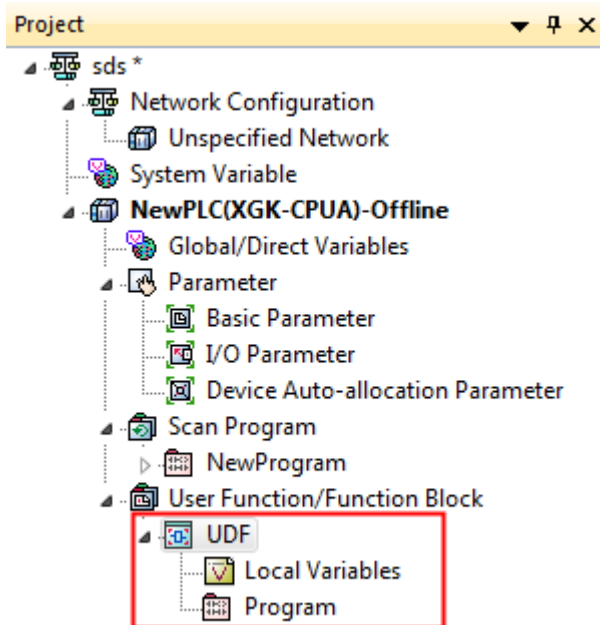 Project
sds *
Network Configuration
Unspecified Network
System Variable
NewPLC(XGK-CPUA)-Offline
Global/Direct Variables
Parameter
Basic Parameter
I/O Parameter
Device Auto-allocation Parameter
Scan Program
NewProgram
User Function/Function Block
UDF
Local Variables
Program